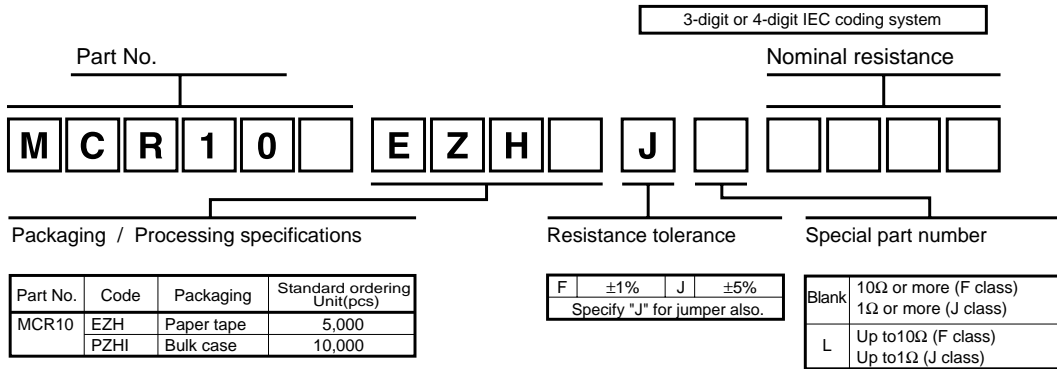 3-digit or 4-digit IEC coding system
Part No.
Nominal resistance
M C R 1 0 E Z H J
Packaging / Processing specifications
Resistance tolerance
Special part number
Part No. Code Packaging Standard ordering Unit(pcs)
MCR10 EZH Paper tape 5,000
PZHI Bulk case 10,000
F ±1% J ±5%
Specify "J" for jumper also.
Blank 10Ω or more (F class)
1Ω or more (J class)
L Up to10Ω (F class)
Up to1Ω (J class)